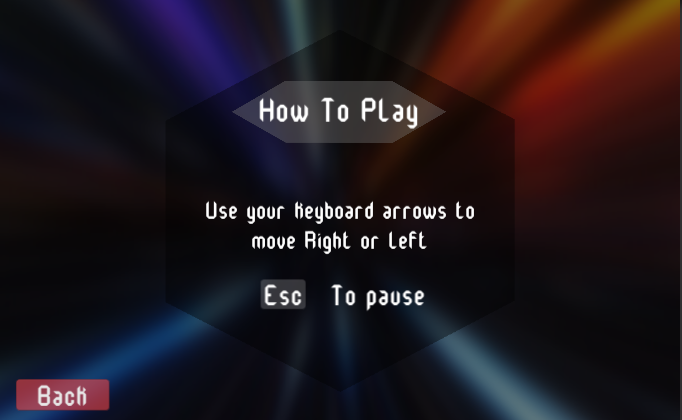 How To Play
Use your keyboard arrows to
move Right or Left
Esc To pause
Back